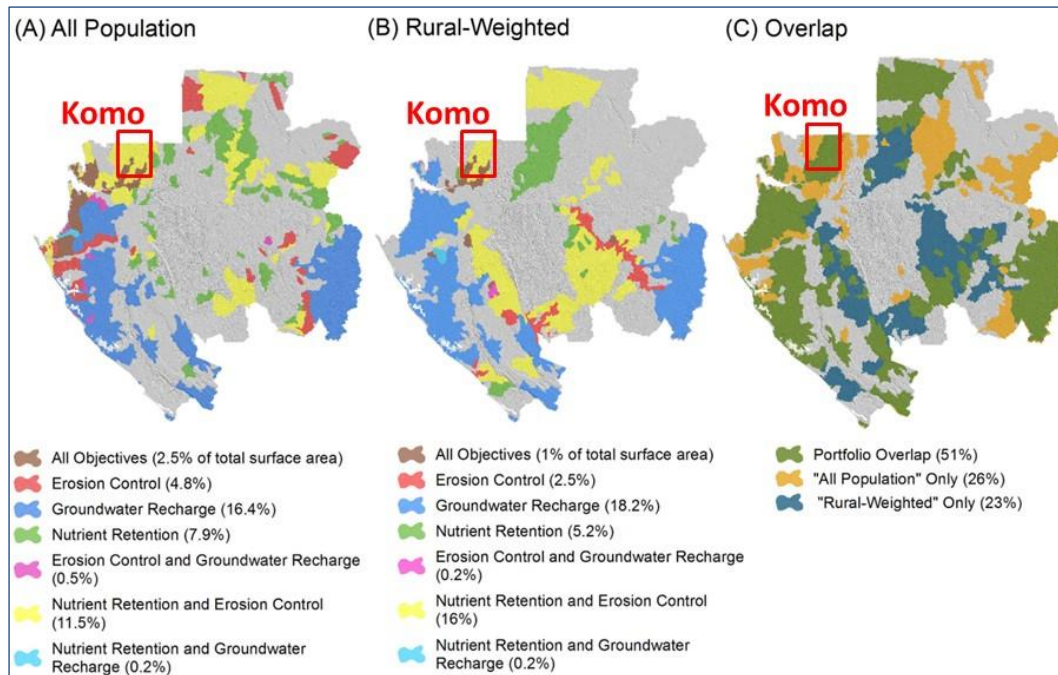 (A) All Population
(B) Rural-Weighted
(C) Overlap
Komo
Komo
All Objectives (2.5% of total surface area)
Erosion Control (4.8%)
Groundwater Recharge (16.4%)
Nutrient Retention (7.9%)
Erosion Control and Groundwater Recharge
(0.5%)
Nutrient Retention and Erosion Control
(11.5%)
Nutrient Retention and Groundwater
Recharge (0.2%)
All Objectives (1% of total surface area)
Erosion Control (2.5%)
Groundwater Recharge (18.2%)
Nutrient Retention (5.2%)
Erosion Control and Groundwater Recharge
(0.2%)
Nutrient Retention and Erosion Control
(16%)
Nutrient Retention and Groundwater
Recharge (0.2%)
Portfolio Overlap (51%)
"All Population" Only (26%)
"Rural-Weighted" Only (23%)
Komo